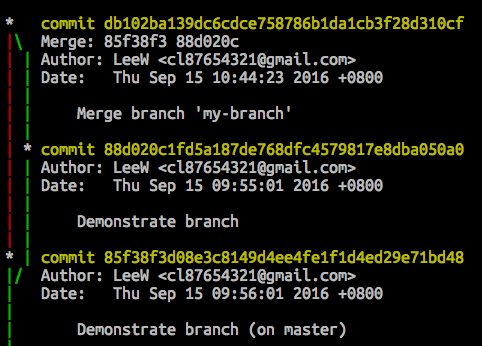 * commit db102ba139dc6cdce758786b1da1cb3f28d310cf
|\ Merge: 85f38f3 88d020c
| | Author: LeeW <cl87654321@gmail.com>
| | Date: Thu Sep 15 10:44:23 2016 +0800
| |
| | Merge branch 'my-branch'
| |
| * commit 88d020c1fd5a187de768dfc4579817e8dba050a0
| | Author: LeeW <cl87654321@gmail.com>
| | Date: Thu Sep 15 09:55:01 2016 +0800
| |
| | Demonstrate branch
| |
* | commit 85f38f3d08e3c8149d4ee4fe1f1d4ed29e71bd48
|/ Author: LeeW <cl87654321@gmail.com>
| Date: Thu Sep 15 09:56:01 2016 +0800
|
| Demonstrate branch (on master)
|